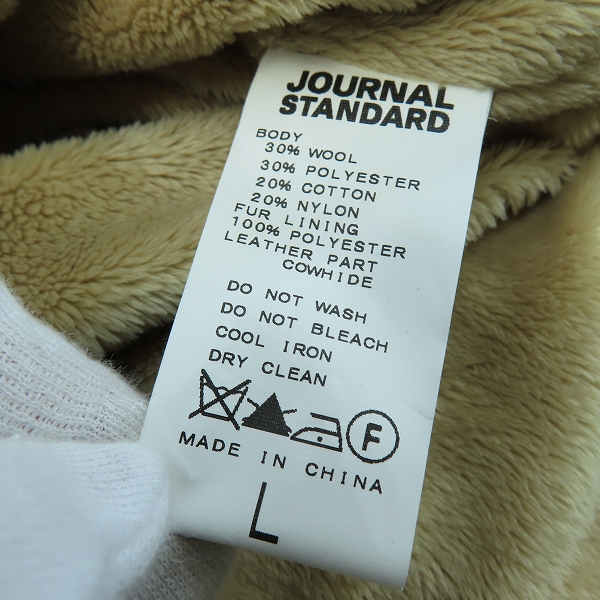 JOURNAL
STANDARD
BODY
30% WOOL
30% POLYESTER
20% COTTON
20% NYLON
FUR LINING
100% POLYESTER
LEATHER PART
COWHIDE
DO NOT WASH
DO NOT BLEACH
COOL IRON
DRY CLEAN
F
MADE IN CHINA
L